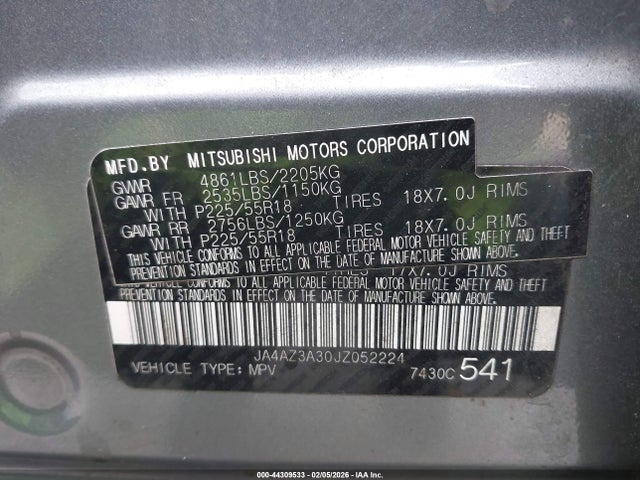 MFD.BY MITSUBISHI MOTORS CORPORATION
GVWR 4861LBS/2205KG
GAWR FR 2535LBS/1150KG
WITH P225/55R18 TIRES 18X7.0J RIMS
GAWR RR 2756LBS/1250KG
WITH P225/55R18 TIRES 18X7.0J RIMS
THIS VEHICLE CONFORMS TO ALL APPLICABLE FEDERAL MOTOR VEHICLE SAFETY AND THEFT
PREVENTION STANDARDS IN EFFECT ON THE DATE OF MANUFACTURE SHOWN ABOVE.
TIRES 17X7.0J RIMS
THIS VEHICLE CONFORMS TO ALL APPLICABLE FEDERAL MOTOR VEHICLE SAFETY AND THEFT
PREVENTION STANDARDS IN EFFECT ON THE DATE OF MANUFACTURE SHOWN ABOVE.
JA4AZ3A30JZ052224
VEHICLE TYPE: MPV 7430C 541
000-44309533 - 02/05/2026 - IAA, Inc.